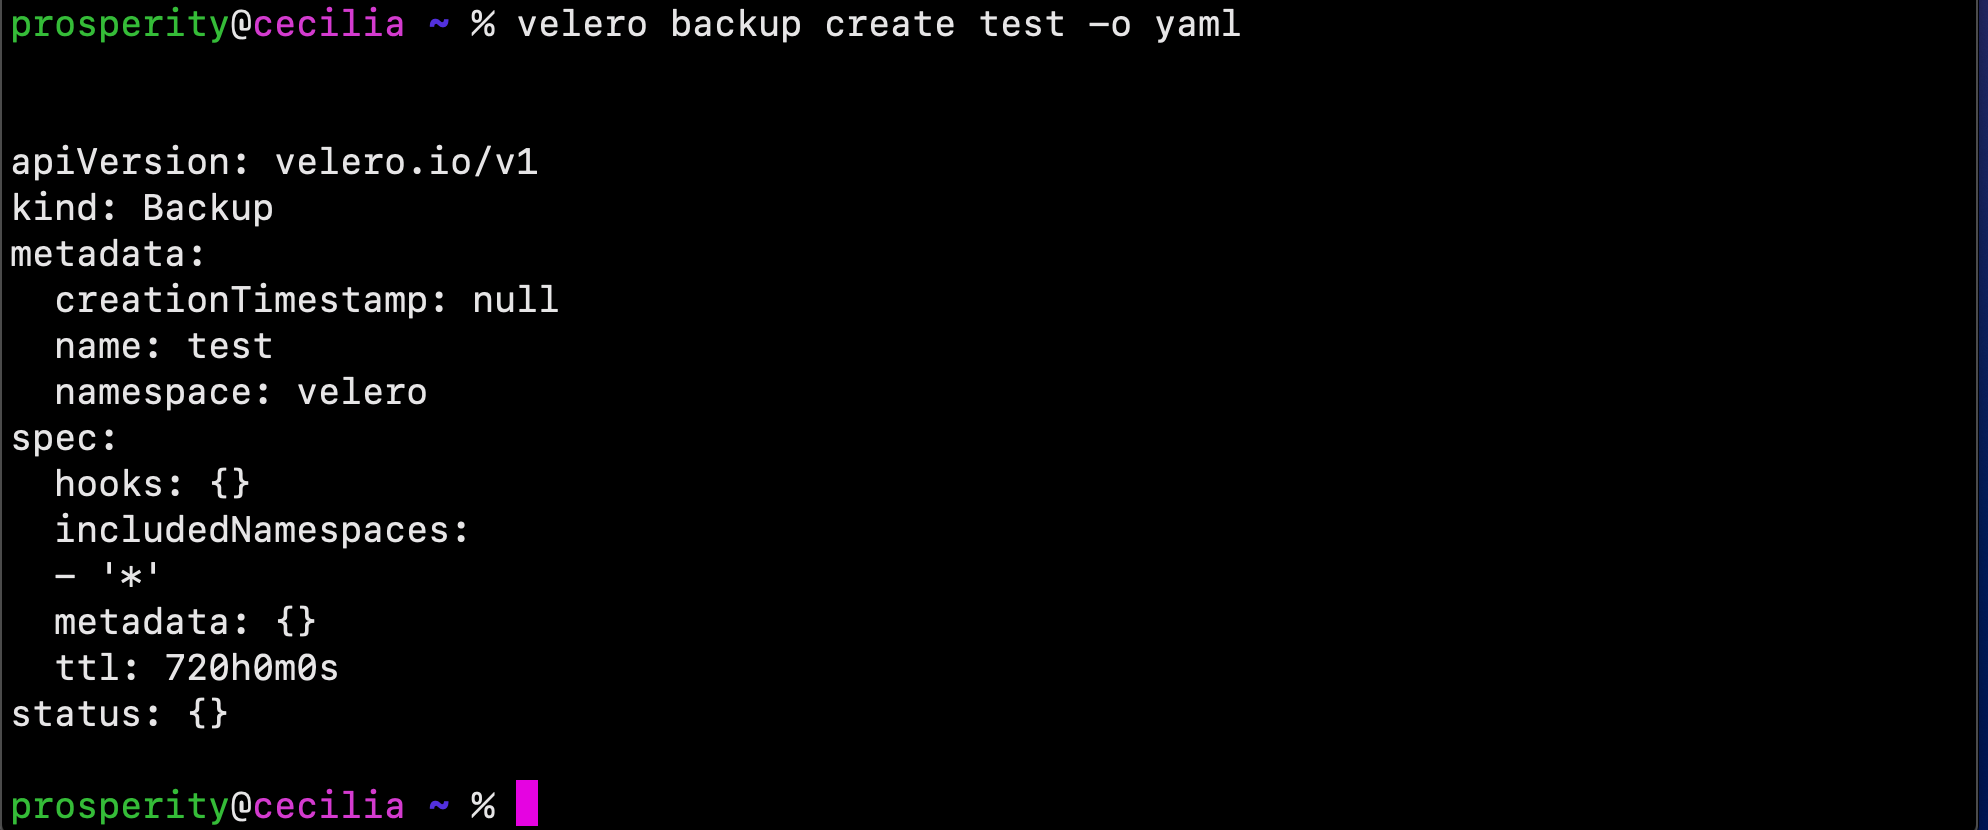 prosperity@cecilia ~ % velero backup create test -o yaml
apiVersion: velero.io/v1
kind: Backup
metadata:
  creationTimestamp: null
  name: test
  namespace: velero
spec:
  hooks: {}
  includedNamespaces:
  - '*'
  metadata: {}
  ttl: 720h0m0s
status: {}
prosperity@cecilia ~ %